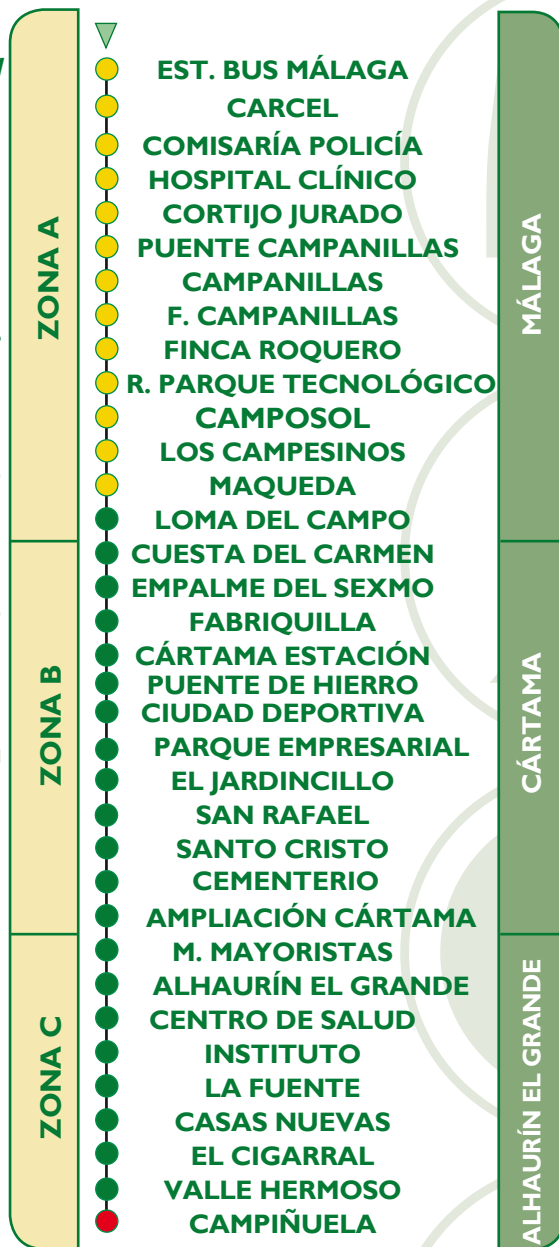 EST. BUS MÁLAGA
CARCEL
COMISARÍA POLICÍA
HOSPITAL CLÍNICO
CORTIJO JURADO
PUENTE CAMPANILLAS
CAMPANILLAS
F. CAMPANILLAS
FINCA ROQUERO
R. PARQUE TECNOLÓGICO
CAMPOSOL
LOS CAMPESINOS
MAQUEDA
LOMA DEL CAMPO
CUESTA DEL CARMEN
EMPALME DEL SEXMO
FABRIQUILLA
CÁRTAMA ESTACIÓN
PUENTE DE HIERRO
CIUDAD DEPORTIVA
PARQUE EMPRESARIAL
EL JARDINCILLO
SAN RAFAEL
SANTO CRISTO
CEMENTERIO
AMPLIACIÓN CÁRTAMA
M. MAYORISTAS
ALHAURÍN EL GRANDE
CENTRO DE SALUD
INSTITUTO
LA FUENTE
CASAS NUEVAS
EL CIGARRAL
VALLE HERMOSO
CAMPIÑUELA
ZONA A
ZONA B
ZONA C
MÁLAGA
CÁRTAMA
ALHAURÍN EL GRANDE